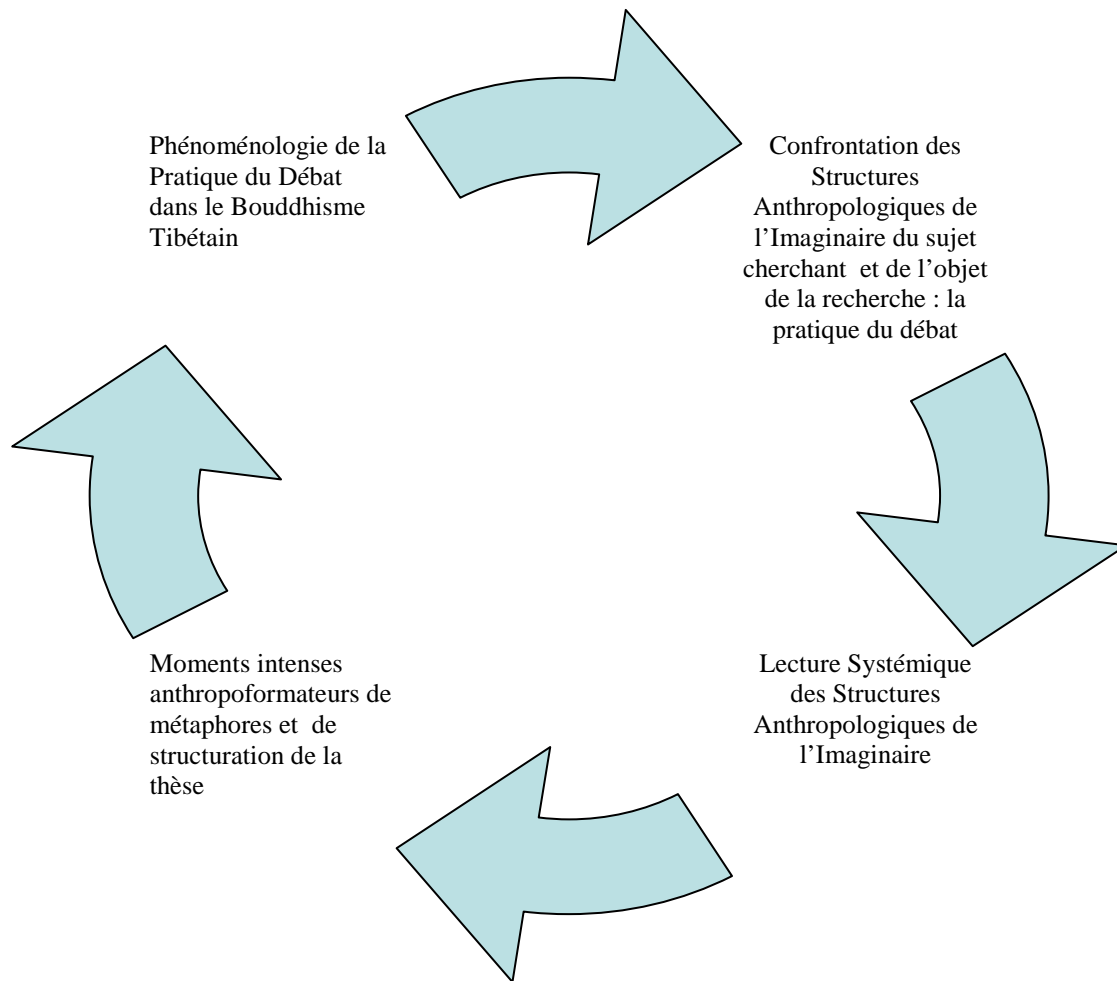 Phénoménologie de la
Pratique du Débat
dans le Bouddhisme
Tibétain
Confrontation des
Structures
Anthropologiques de
l’Imaginaire du sujet
cherchant  et de l’objet
de la recherche : la
pratique du débat
Lecture Systémique
des Structures
Anthropologiques de
l’Imaginaire
Moments intenses
anthropoformateurs de
métaphores et  de
structuration de la
thèse